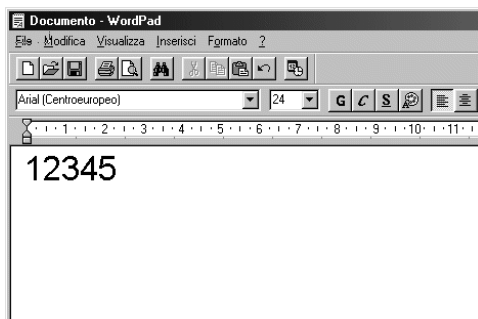 Documento - WordPad
File Modifica Visualizza Inserisci Formato ?
Arial (Centroeuropeo) 24 G C S
1 2 3 4 5 6 7 8 9 10 11
12345